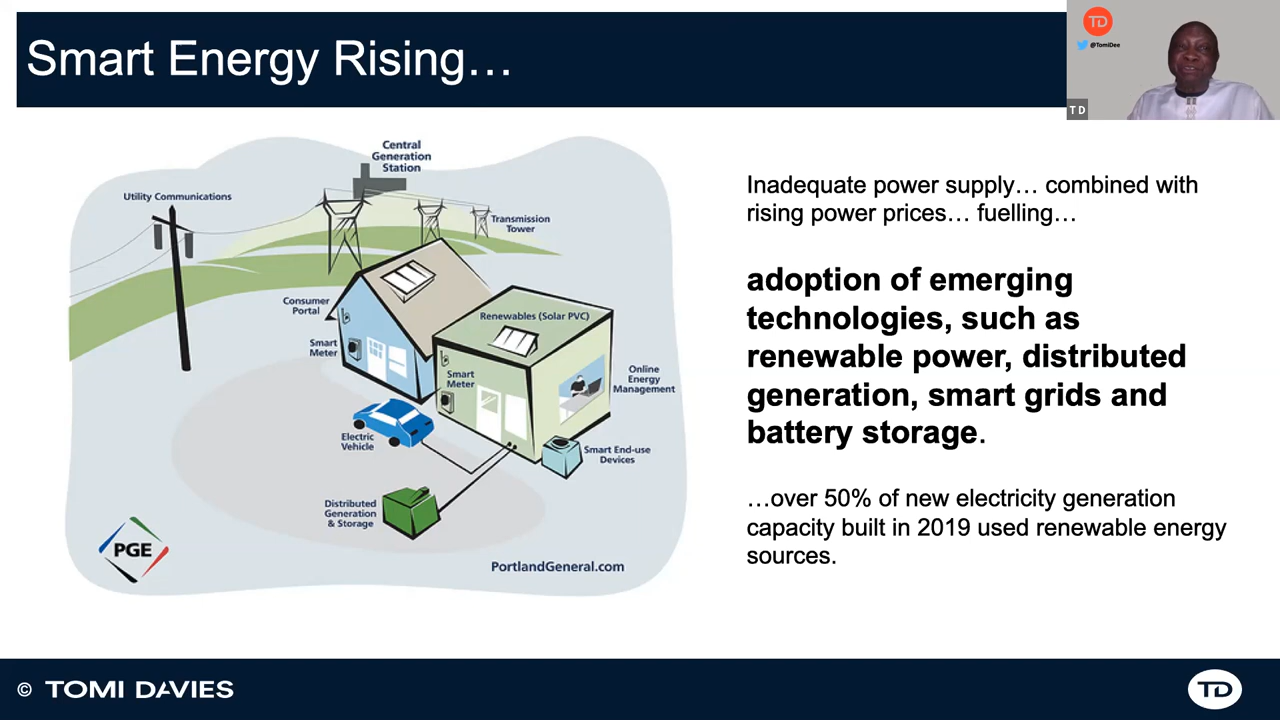 Smart Energy Rising…
TD
@TomiDee
T D
Central
Generation
Station
Utility Communications
Transmission
Tower
Consumer
Portal
Renewables (Solar PVC)
Smart
Meter
Smart
Meter
Online
Energy
Management
Electric
Vehicle
Smart End-use
Devices
Distributed
Generation
& Storage
PGE
PortlandGeneral.com
Inadequate power supply… combined with
rising power prices… fuelling…
adoption of emerging
technologies, such as
renewable power, distributed
generation, smart grids and
battery storage.
…over 50% of new electricity generation
capacity built in 2019 used renewable energy
sources.
© TOMI DAVIES
TD